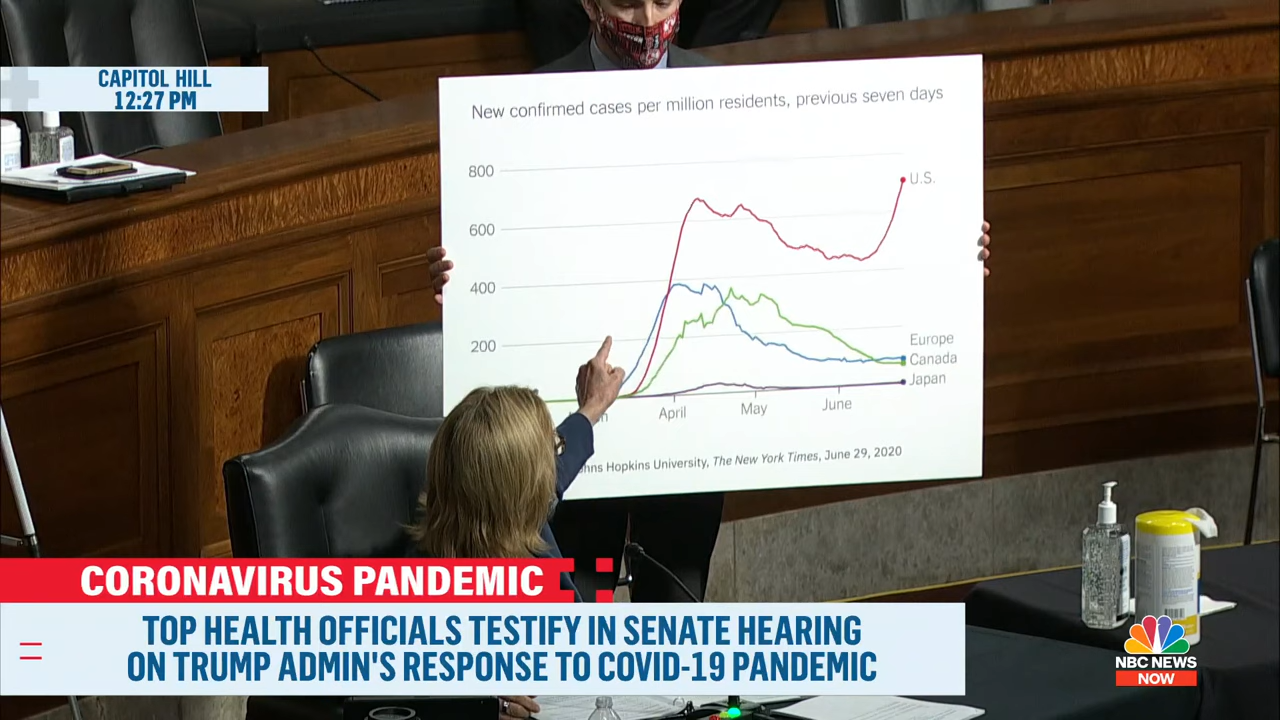 CAPITOL HILL
12:27 PM
New confirmed cases per million residents, previous seven days
800
600
400
200
U.S.
Europe
Canada
Japan
April
May
June
Hopkins University, The New York Times, June 29, 2020
CORONAVIRUS PANDEMIC
TOP HEALTH OFFICIALS TESTIFY IN SENATE HEARING
ON TRUMP ADMIN'S RESPONSE TO COVID-19 PANDEMIC
NBC NEWS
NOW